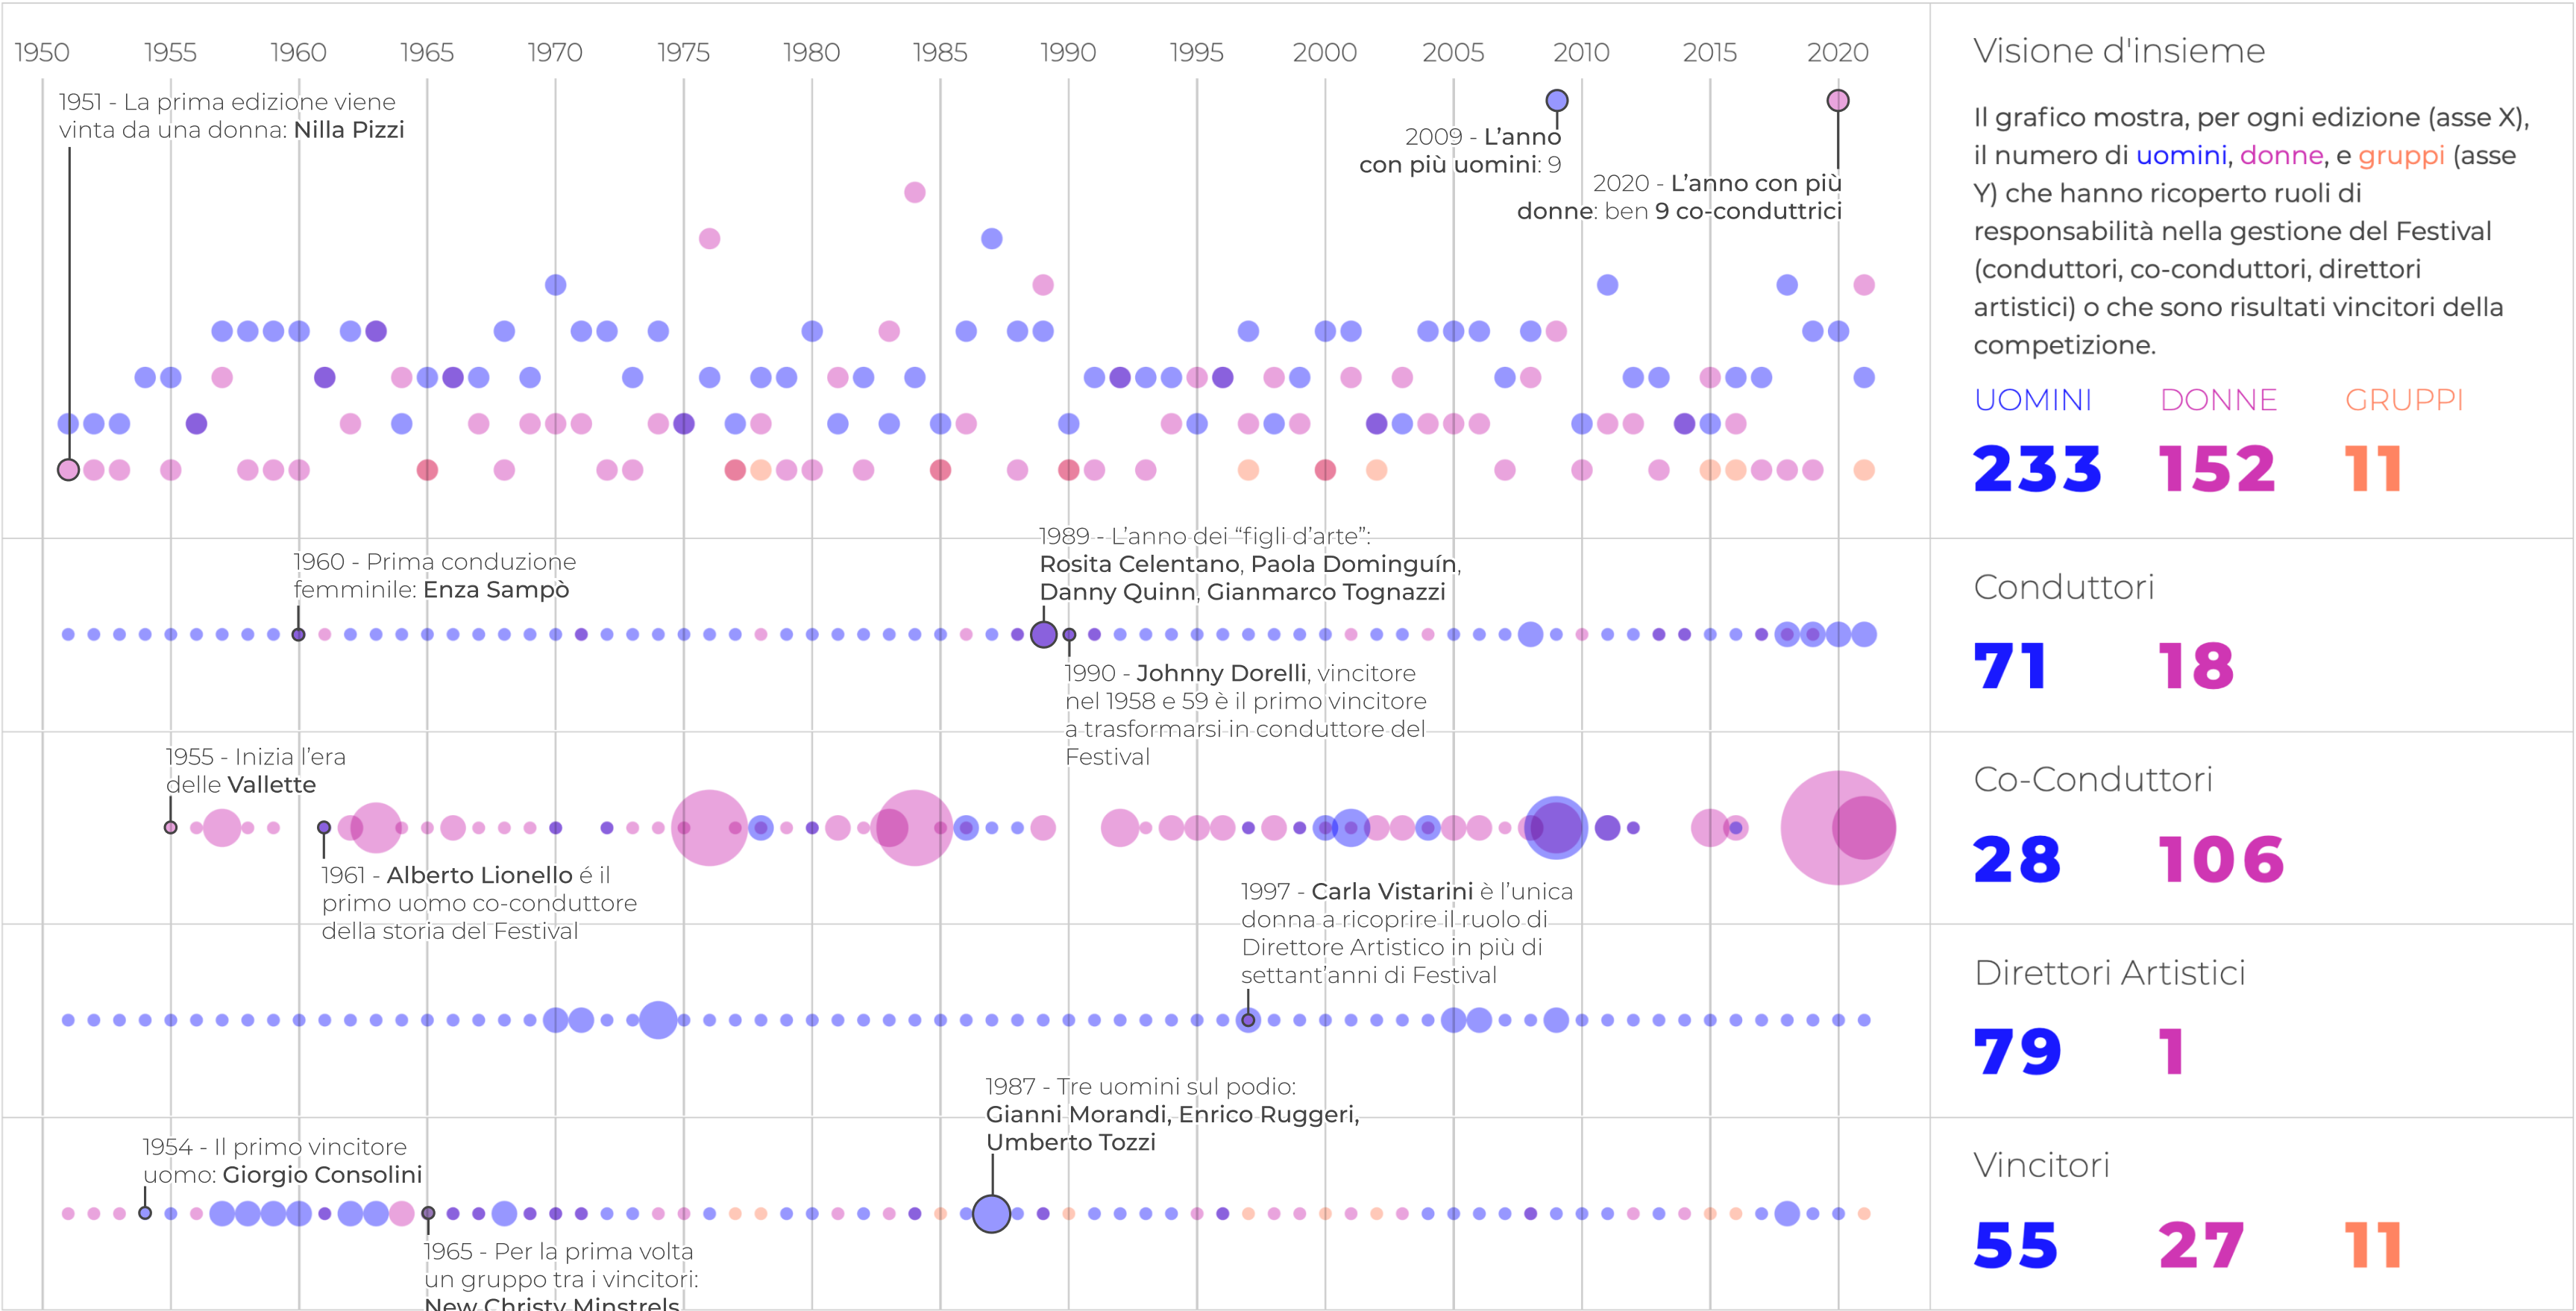 1950 1955 1960 1965 1970 1975 1980 1985 1990 1995 2000 2005 2010 2015 2020
1951 - La prima edizione viene
vinta da una donna: Nilla Pizzi
2009 - L’anno
con più uomini: 9
2020 - L’anno con più
donne: ben 9 co-conduttrici
Visione d'insieme
Il grafico mostra, per ogni edizione (asse X),
il numero di uomini, donne, e gruppi (asse
Y) che hanno ricoperto ruoli di
responsabilità nella gestione del Festival
(conduttori, co-conduttori, direttori
artistici) o che sono risultati vincitori della
competizione.
UOMINI DONNE GRUPPI
233 152 11
1960 - Prima conduzione
femminile: Enza Sampò
1989 - L’anno dei “figli d’arte”:
Rosita Celentano, Paola Dominguín,
Danny Quinn, Gianmarco Tognazzi
1990 - Johnny Dorelli, vincitore
nel 1958 e 59 è il primo vincitore
a trasformarsi in conduttore del
Festival
Conduttori
71 18
1955 - Inizia l’era
delle Vallette
1961 - Alberto Lionello é il
primo uomo co-conduttore
della storia del Festival
Co-Conduttori
28 106
1997 - Carla Vistarini è l’unica
donna a ricoprire il ruolo di
Direttore Artistico in più di
settant’anni di Festival
Direttori Artistici
79 1
1987 - Tre uomini sul podio:
Gianni Morandi, Enrico Ruggeri,
Umberto Tozzi
1954 - Il primo vincitore
uomo: Giorgio Consolini
1965 - Per la prima volta
un gruppo tra i vincitori:
New Christy Minstrels
Vincitori
55 27 11